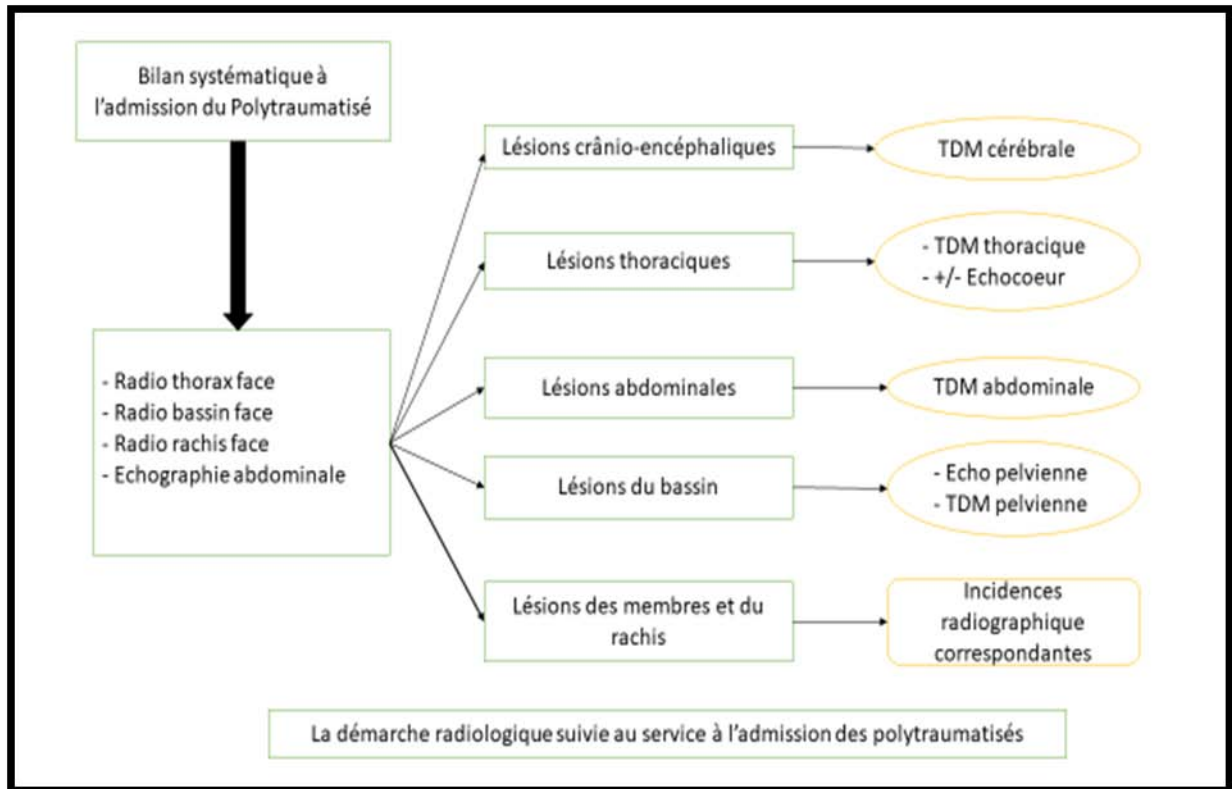 Bilan systématique à
l'admission du Polytraumatisé
- Radio thorax face
- Radio bassin face
- Radio rachis face
- Echographie abdominale
Lésions crânio-encéphaliques
TDM cérébrale
Lésions thoraciques
- TDM thoracique
- +/- Echocoeur
Lésions abdominales
TDM abdominale
Lésions du bassin
- Echo pelvienne
- TDM pelvienne
Lésions des membres et du
rachis
Incidences
radiographique
correspondantes
La démarche radiologique suivie au service à l'admission des polytraumatisés